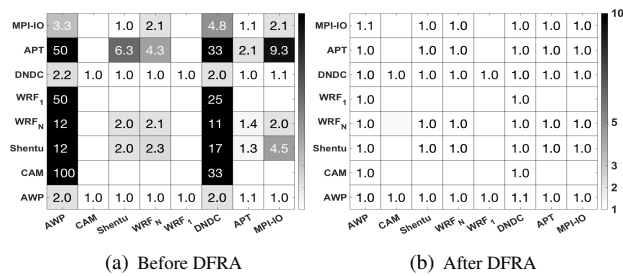 MPI-IO 3.3 1.0 2.1 4.8 1.1 2.1
APT 50 6.3 4.3 33 2.1 9.3
DNDC 2.2 1.0 1.0 1.0 1.0 2.0 1.0 1.1
WRF1 50 25
WRFN 12 2.0 2.1 11 1.4 2.0
Shentu 12 2.0 2.3 17 1.3 4.5
CAM 100 33
AWP 2.0 1.0 1.0 1.0 1.0 2.0 1.1 1.0
AWP CAM Shentu WRF N WRF 1 DNDC APT MPI-IO
(a) Before DFRA
MPI-IO 1.1 1.0 1.0 1.0 1.0 1.0
APT 1.0 1.0 1.0 1.0 1.0 1.0
DNDC 1.0 1.0 1.0 1.0 1.0 1.0 1.0 1.0
WRF1 1.0 1.0
WRFN 1.0 1.0 1.0 1.0 1.0 1.0
Shentu 1.0 1.0 1.0 1.0 1.0 1.0
CAM 1.0 1.0
AWP 1.0 1.0 1.0 1.0 1.0 1.1 1.0 1.0
AWP CAM Shentu WRF N WRF 1 DNDC APT MPI-IO
10
5
3
2
1
(b) After DFRA